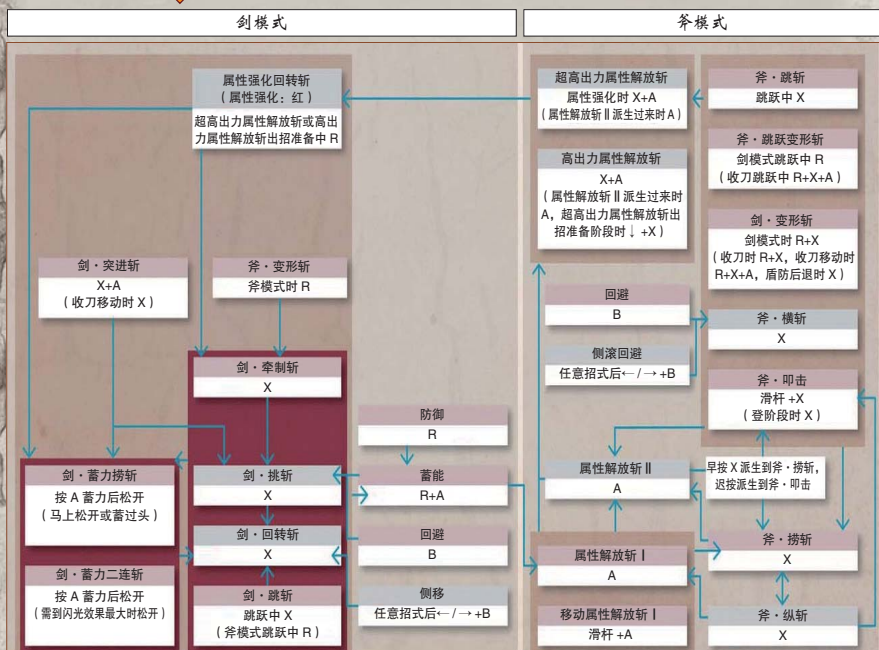 剑模式
斧模式
属性强化回转斩
（属性强化：红）
超高出力属性解放斩或高出
力属性解放斩出招准备中 R
剑・突进斩
X+A
（收刀移动时 X）
斧・变形斩
斧模式时 R
剑・牵制斩
X
剑・蓄力捞斩
按 A 蓄力后松开
（马上松开或蓄过头）
剑・挑斩
X
剑・回转斩
X
剑・蓄力二连斩
按 A 蓄力后松开
（需到闪光效果最大时松开）
剑・跳斩
跳跃中 X
（斧模式跳跃中 R）
防御
R
蓄能
R+A
回避
B
侧移
任意招式后←/→+B
超高出力属性解放斩
属性强化时 X+A
（属性解放斩Ⅱ派生过来时 A）
高出力属性解放斩
X+A
（属性解放斩Ⅱ派生过来时
A，超高出力属性解放斩出
招准备阶段时↓+X）
斧・跳斩
跳跃中 X
斧・跳跃变形斩
剑模式跳跃中 R
（收刀跳跃中 R+X+A）
剑・变形斩
剑模式时 R+X
（收刀时 R+X，收刀移动时
R+X+A，盾防后退时 X）
回避
B
侧滚回避
任意招式后←/→+B
斧・横斩
X
斧・叩击
滑杆 +X
（登阶段时 X）
属性解放斩Ⅱ
A
早按 X 派生到斧・捞斩，
迟按派生到斧・叩击
属性解放斩Ⅰ
A
斧・捞斩
X
移动属性解放斩Ⅰ
滑杆 +A
斧・纵斩
X